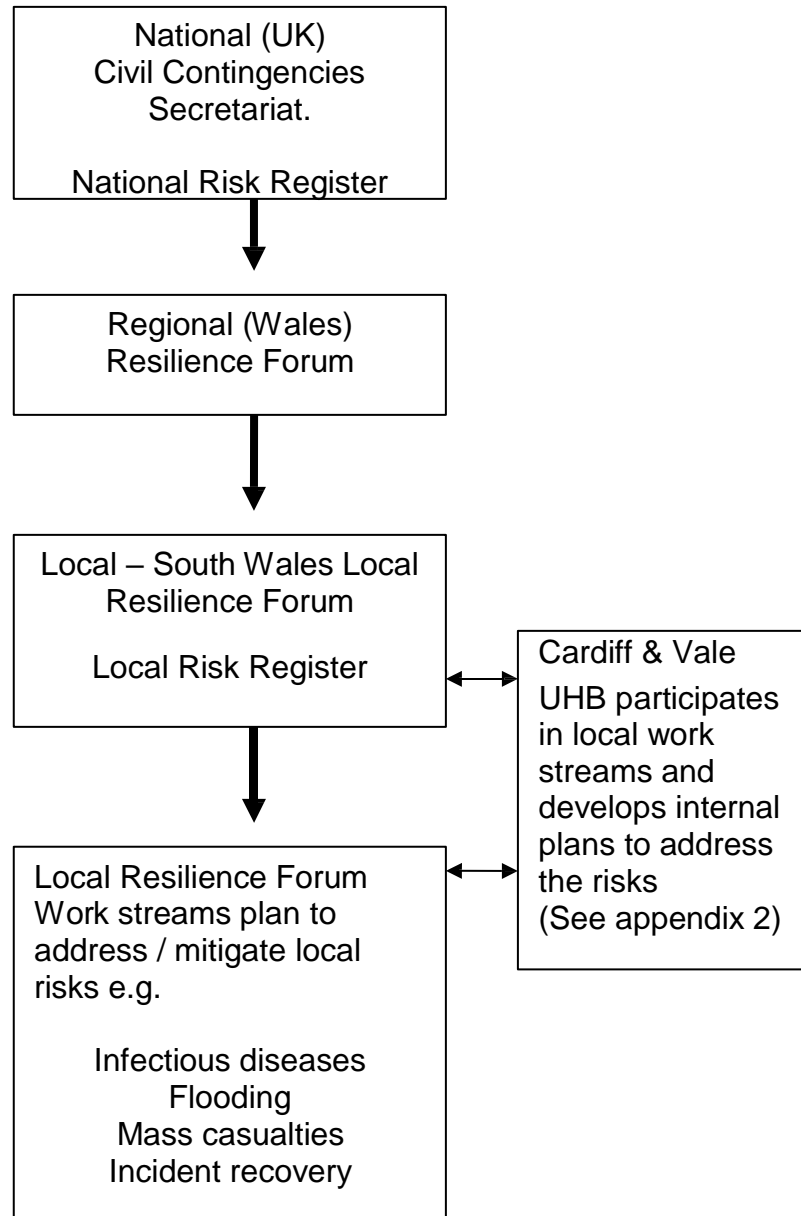 National (UK)
Civil Contingencies
Secretariat.
National Risk Register
Regional (Wales)
Resilience Forum
Local – South Wales Local
Resilience Forum
Local Risk Register
Cardiff & Vale
UHB participates
in local work
streams and
develops internal
plans to address
the risks
(See appendix 2)
Local Resilience Forum
Work streams plan to
address / mitigate local
risks e.g.
Infectious diseases
Flooding
Mass casualties
Incident recovery